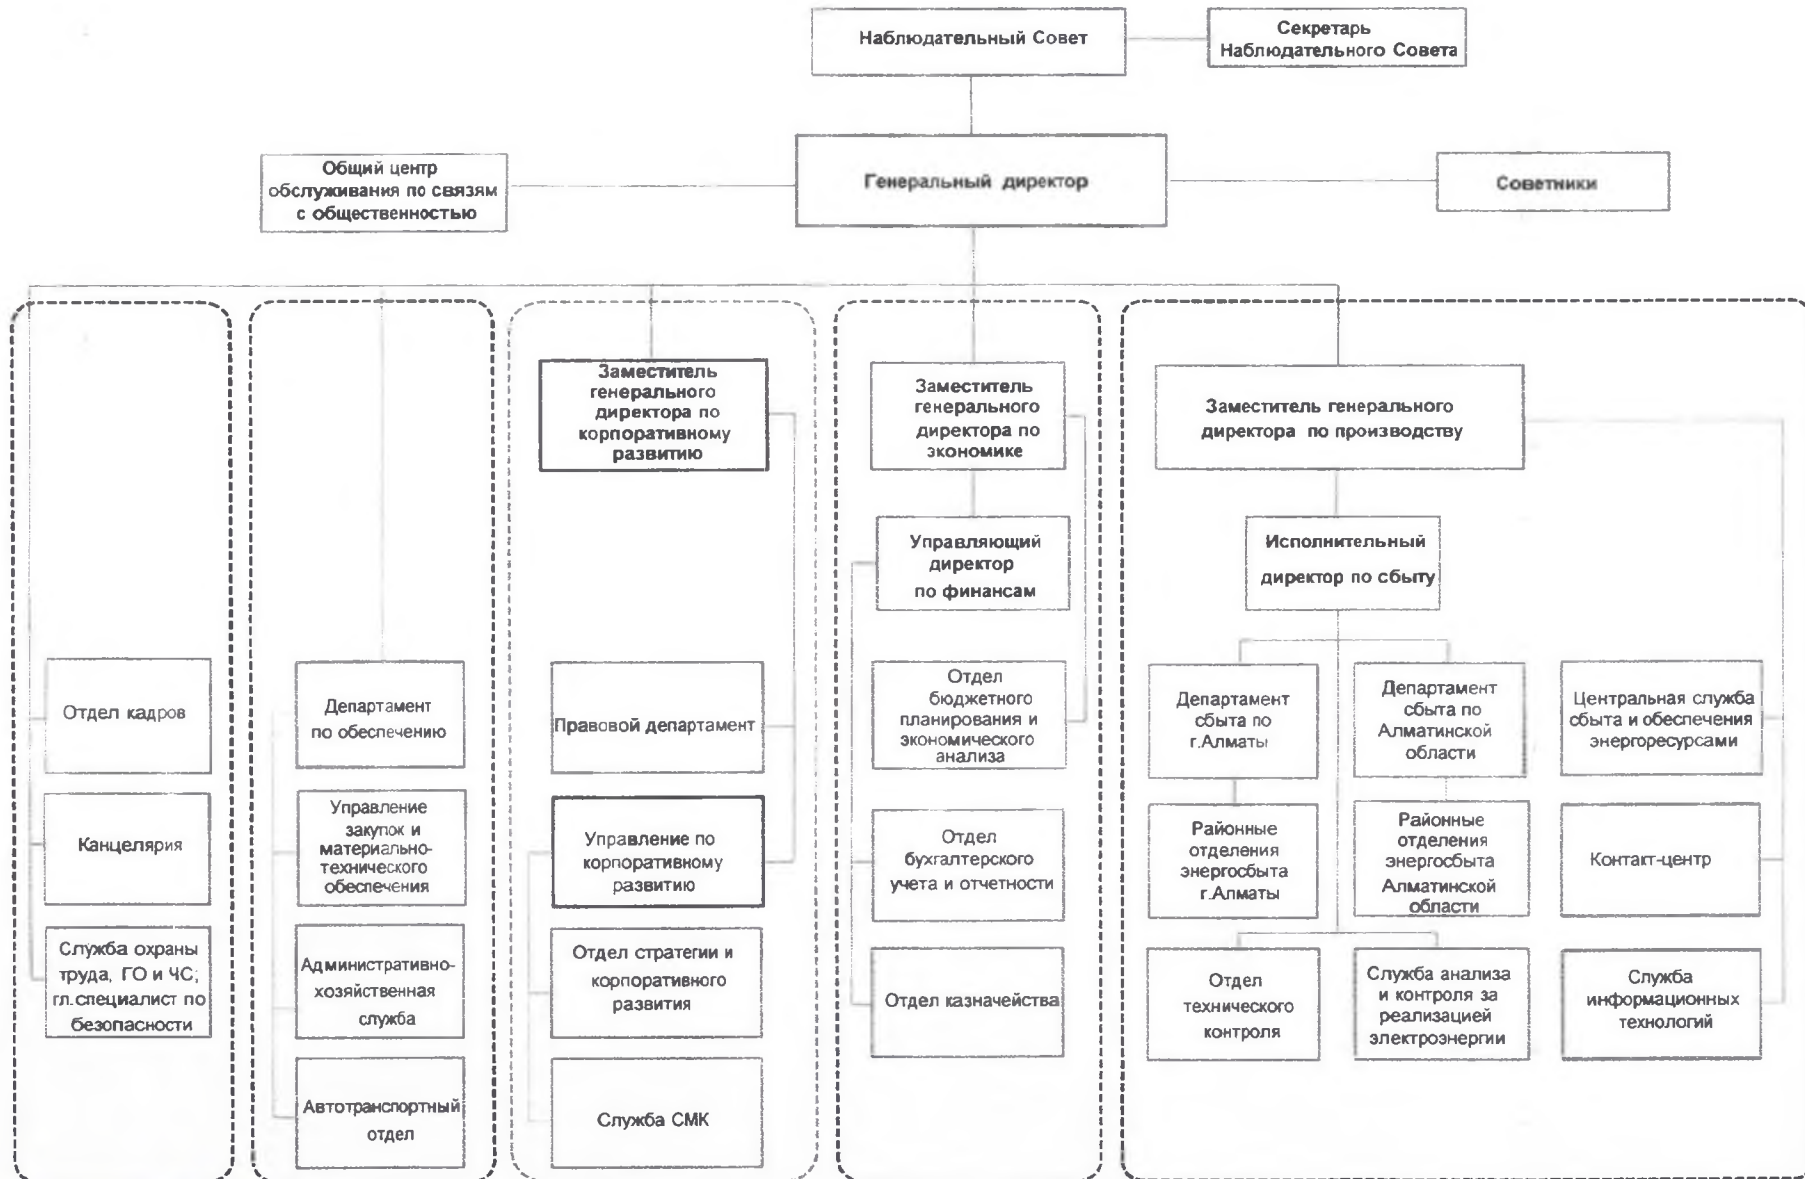 Наблюдательный Совет
Секретарь
Наблюдательного Совета
Общий центр
обслуживания по связям
с общественностью
Генеральный директор
Советники
Заместитель
генерального
директора по
корпоративному
развитию
Заместитель
генерального
директора по
экономике
Заместитель генерального
директора по производству
Управляющий
директор
по финансам
Исполнительный
директор по сбыту
Отдел кадров
Департамент
по обеспечению
Правовой департамент
Отдел
бюджетного
планирования и
экономического
анализа
Департамент
сбыта по
г.Алматы
Департамент
сбыта по
Алматинской
области
Центральная служба
сбыта и обеспечения
энергоресурсами
Канцелярия
Управление
закупок и
материально-
технического
обеспечения
Управление по
корпоративному
развитию
Отдел
бухгалтерского
учета и отчетности
Районные
отделения
энергосбыта
г.Алматы
Районные
отделения
энергосбыта
Алматинской
области
Контакт-центр
Служба охраны
труда, ГО и ЧС;
гл.специалист по
безопасности
Административно-
хозяйственная
служба
Отдел стратегии и
корпоративного
развития
Отдел казначейства
Отдел
технического
контроля
Служба анализа
и контроля за
реализацией
электроэнергии
Служба
информационных
технологий
Автотранспортный
отдел
Служба СМК